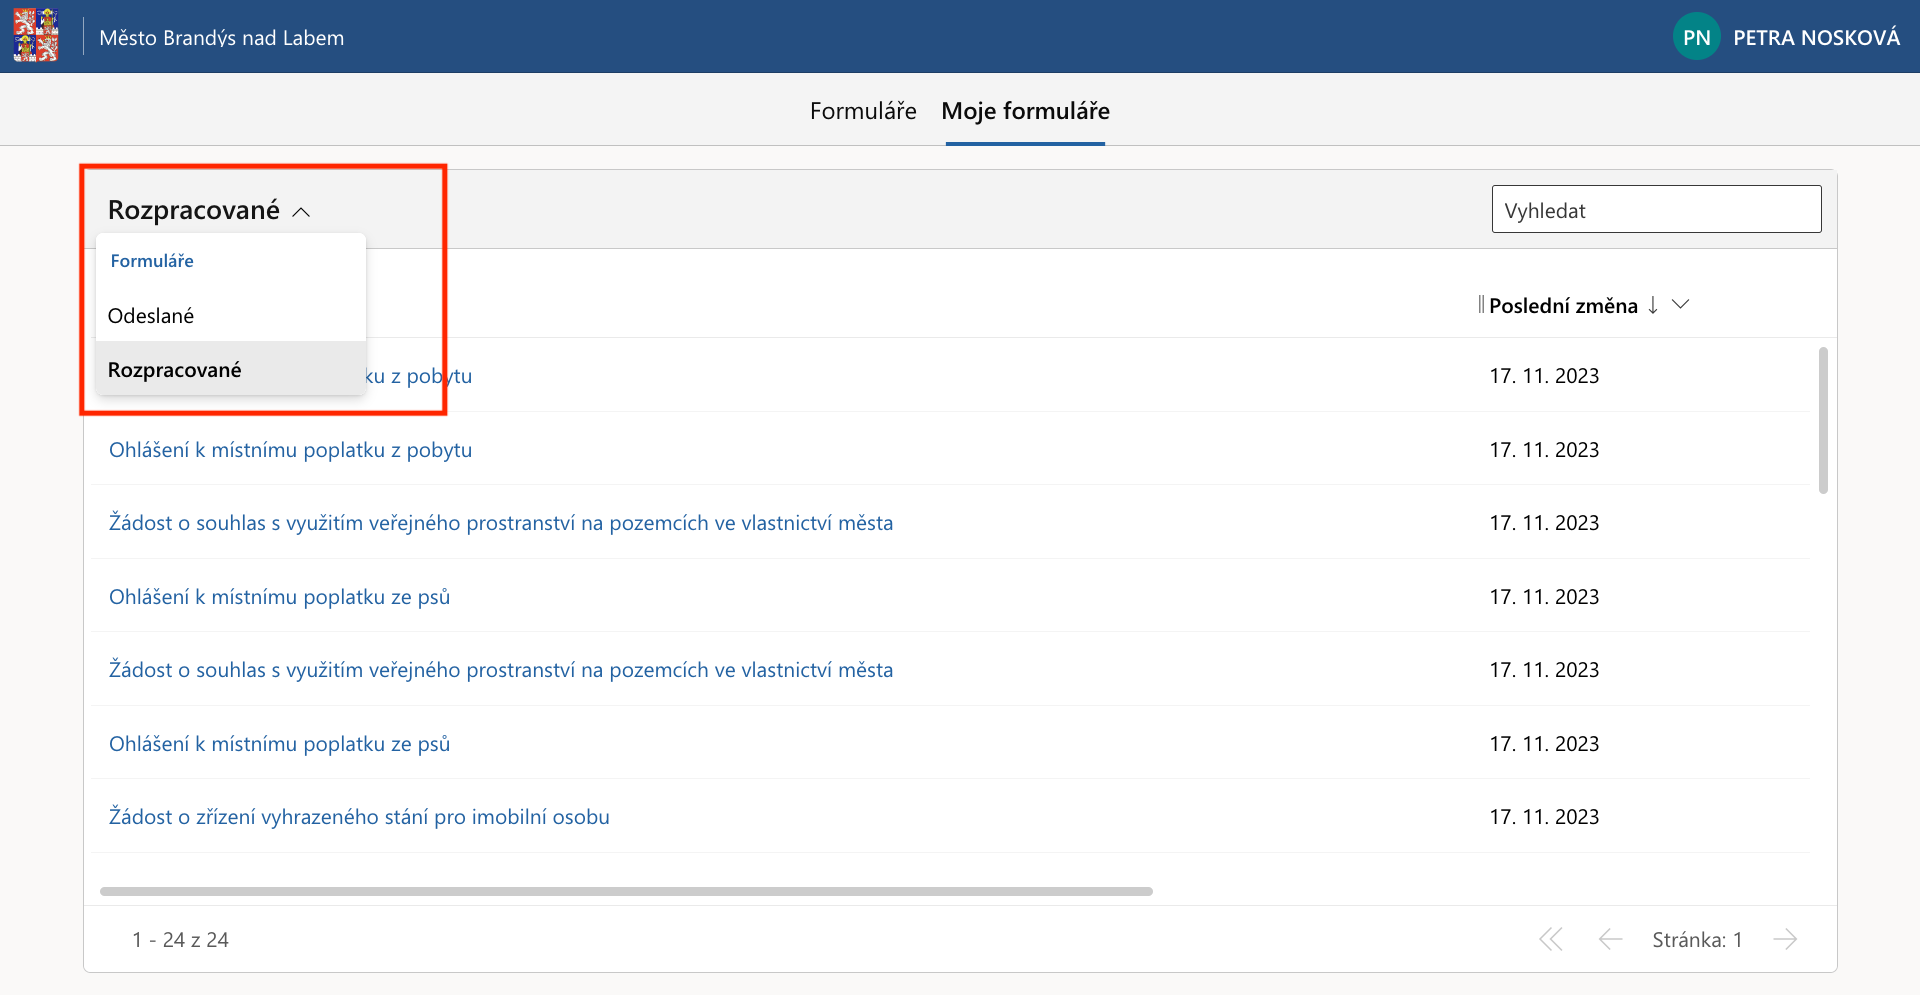 Město Brandýs nad Labem
PN PETRA NOSKOVÁ
Formuláře Moje formuláře
Rozpracované
Vyhledat
Formuláře
Odeslané
Rozpracované
Poslední změna
ku z pobytu 17. 11. 2023
Ohlášení k místnímu poplatku z pobytu 17. 11. 2023
Žádost o souhlas s využitím veřejného prostranství na pozemcích ve vlastnictví města 17. 11. 2023
Ohlášení k místnímu poplatku ze psů 17. 11. 2023
Žádost o souhlas s využitím veřejného prostranství na pozemcích ve vlastnictví města 17. 11. 2023
Ohlášení k místnímu poplatku ze psů 17. 11. 2023
Žádost o zřízení vyhrazeného stání pro imobilní osobu 17. 11. 2023
1 - 24 z 24 Stránka: 1